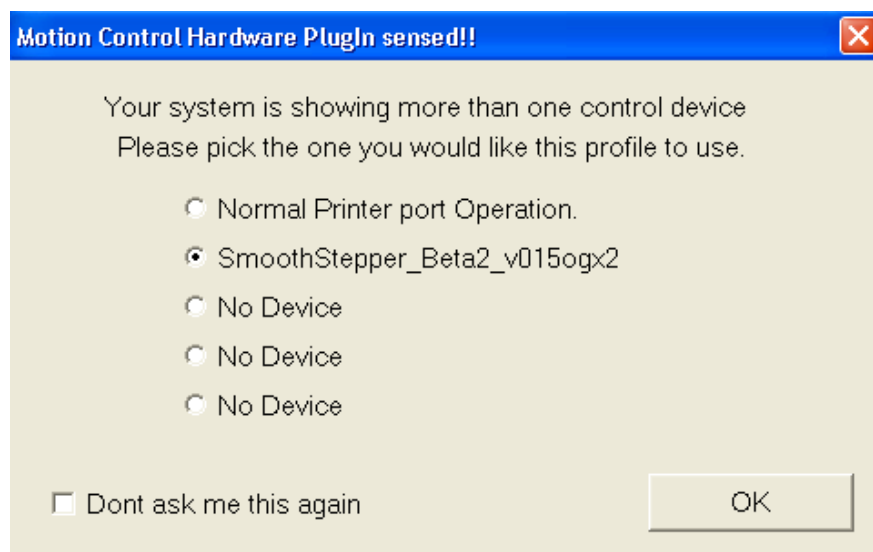 Motion Control Hardware PlugIn sensed!!
Your system is showing more than one control device
Please pick the one you would like this profile to use.
Normal Printer port Operation.
SmoothStepper_Beta2_v015ogx2
No Device
No Device
No Device
Dont ask me this again
OK